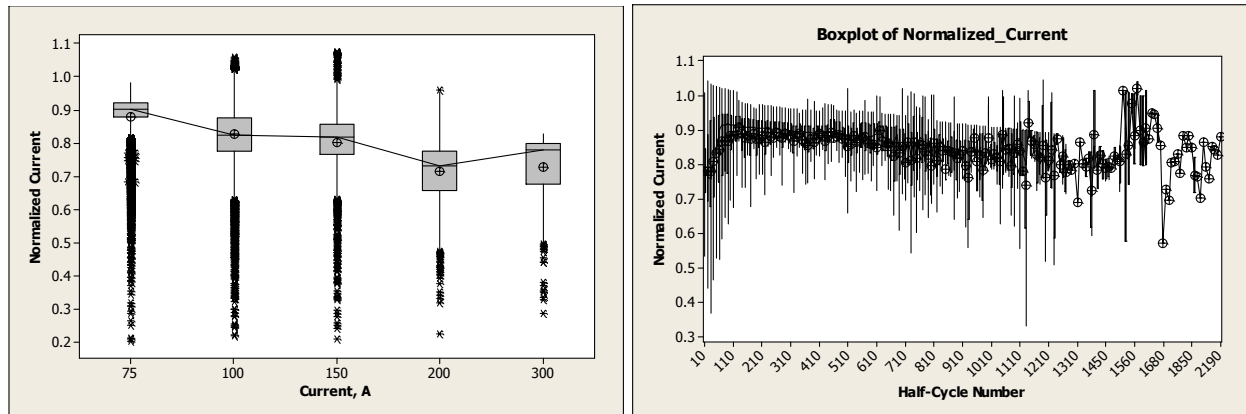 1.1
1.0
0.9
0.8
0.7
0.6
0.5
0.4
0.3
0.2
Normalized Current
75 100 150 200 300
Current, A
Boxplot of Normalized_Current
1.1
1.0
0.9
0.8
0.7
0.6
0.5
0.4
0.3
Normalized Current
10 110 210 310 410 510 610 710 810 910 1010 1110 1210 1310 1450 1560 1680 1850 2190
Half-Cycle Number